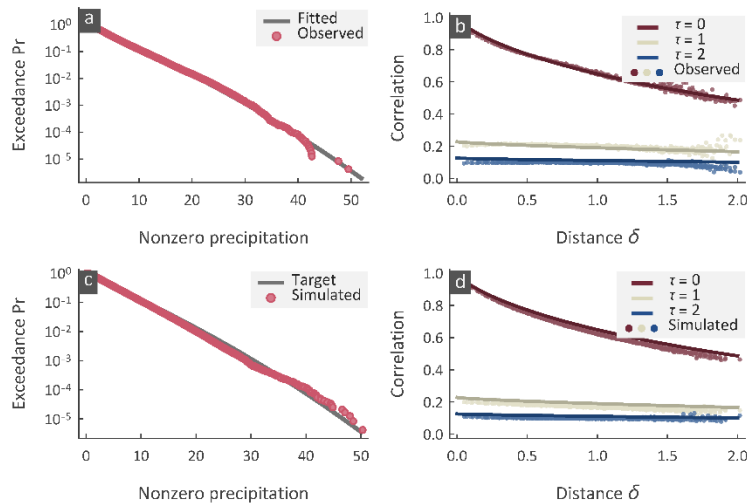 a
Fitted
Observed
Exceedance Pr
10⁰
10⁻¹
10⁻²
10⁻³
10⁻⁴
10⁻⁵
0 10 20 30 40 50
Nonzero precipitation
b
τ = 0
τ = 1
τ = 2
Observed
Correlation
1.0
0.8
0.6
0.4
0.2
0.0
0.0 0.5 1.0 1.5 2.0
Distance δ
c
Target
Simulated
Exceedance Pr
10⁰
10⁻¹
10⁻²
10⁻³
10⁻⁴
10⁻⁵
0 10 20 30 40 50
Nonzero precipitation
d
τ = 0
τ = 1
τ = 2
Simulated
Correlation
1.0
0.8
0.6
0.4
0.2
0.0
0.0 0.5 1.0 1.5 2.0
Distance δ